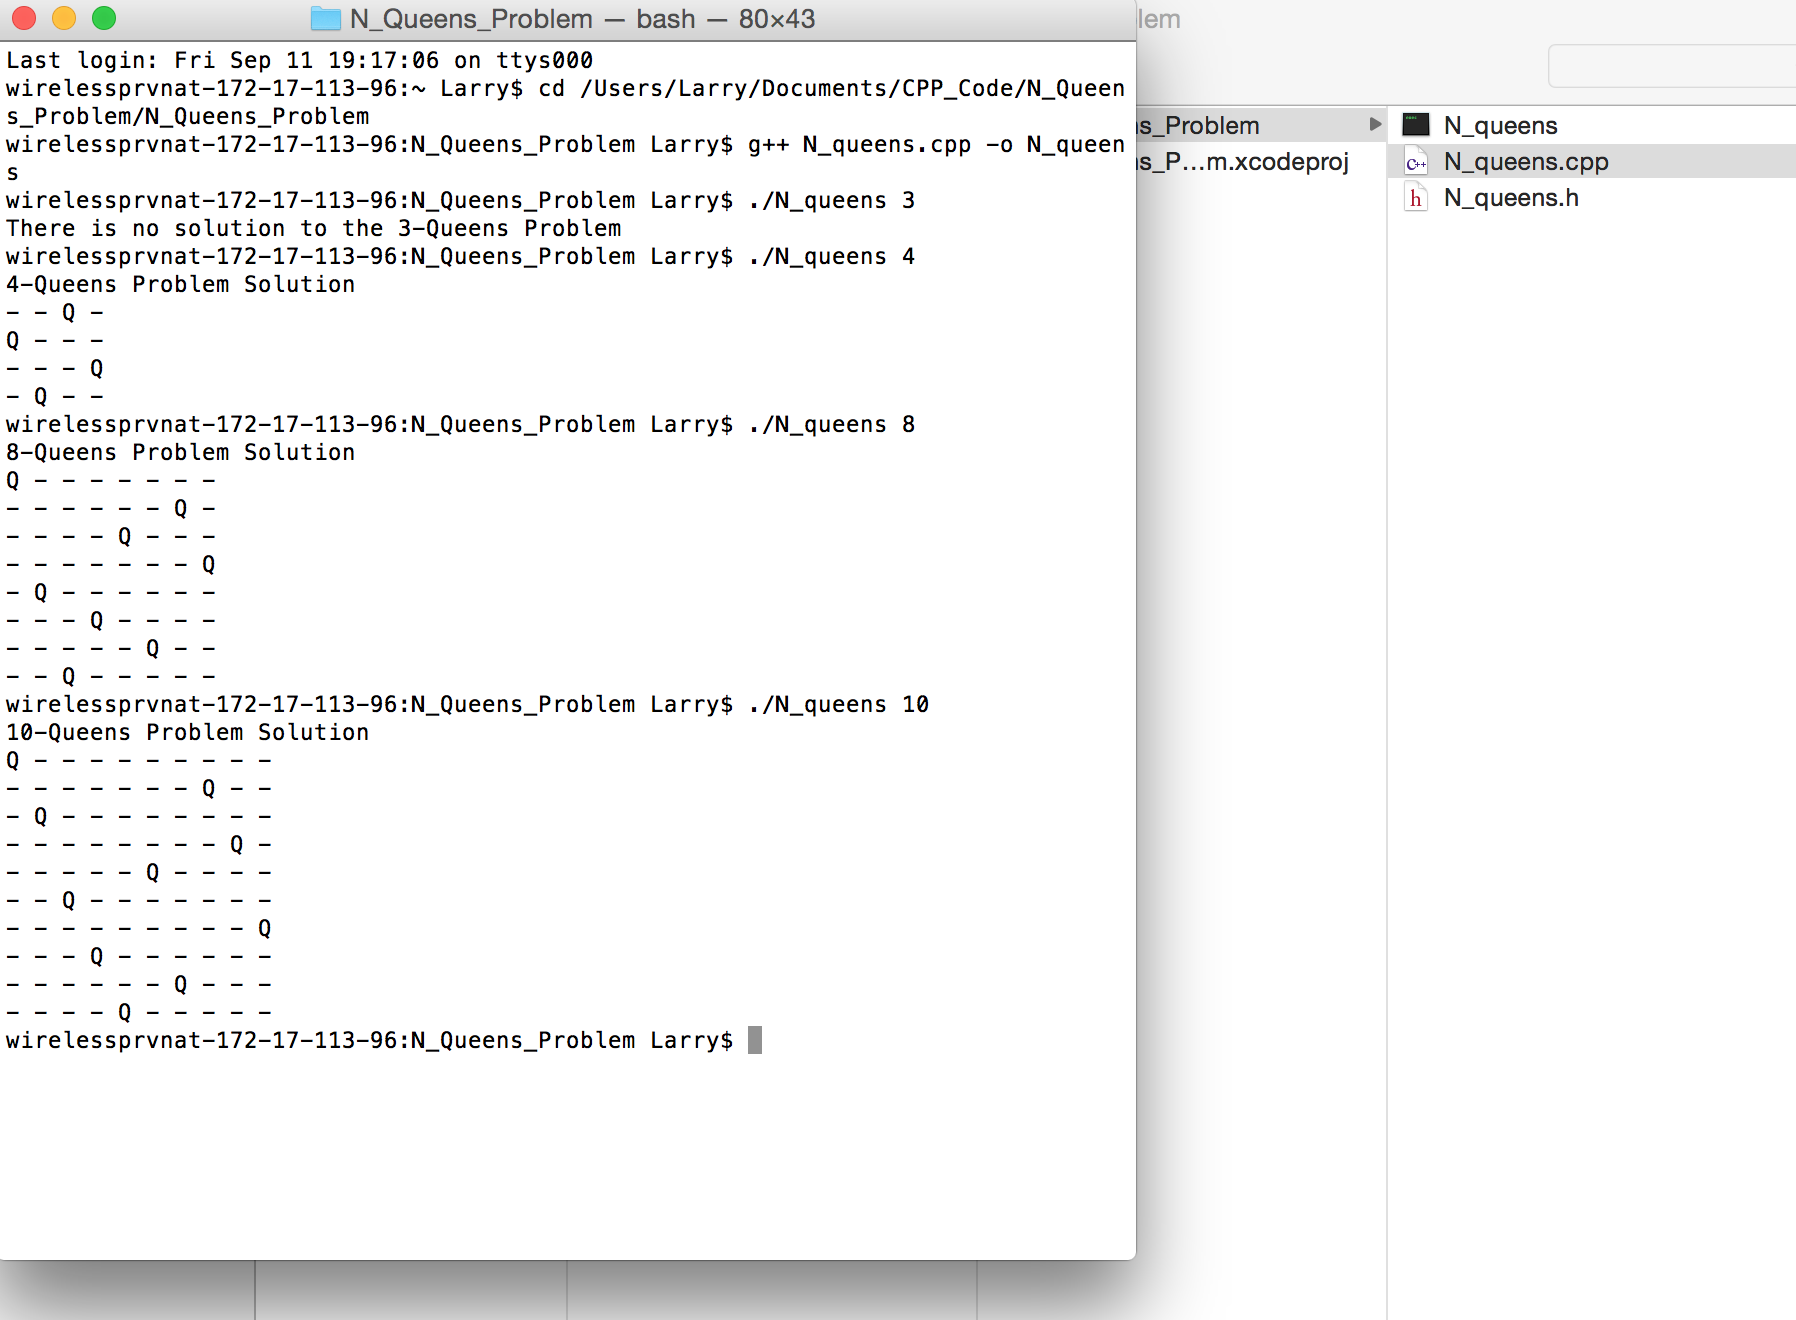 N_Queens_Problem — bash — 80×43
Last login: Fri Sep 11 19:17:06 on ttys000
wirelessprvnat-172-17-113-96:~ Larry$ cd /Users/Larry/Documents/CPP_Code/N_Queen
s_Problem/N_Queens_Problem
wirelessprvnat-172-17-113-96:N_Queens_Problem Larry$ g++ N_queens.cpp -o N_queen
s
wirelessprvnat-172-17-113-96:N_Queens_Problem Larry$ ./N_queens 3
There is no solution to the 3-Queens Problem
wirelessprvnat-172-17-113-96:N_Queens_Problem Larry$ ./N_queens 4
4-Queens Problem Solution
- - Q -
Q - - -
- - - Q
- Q - -
wirelessprvnat-172-17-113-96:N_Queens_Problem Larry$ ./N_queens 8
8-Queens Problem Solution
Q - - - - - - -
- - - - - - Q -
- - - - Q - - -
- - - - - - - Q
- Q - - - - - -
- - - Q - - - -
- - - - - Q - -
- - Q - - - - -
wirelessprvnat-172-17-113-96:N_Queens_Problem Larry$ ./N_queens 10
10-Queens Problem Solution
Q - - - - - - - - -
- - - - - - - Q - -
- Q - - - - - - - -
- - - - - - - - Q -
- - - - - Q - - - -
- - Q - - - - - - -
- - - - - - - - - Q
- - - Q - - - - - -
- - - - - - Q - - -
- - - - Q - - - - -
wirelessprvnat-172-17-113-96:N_Queens_Problem Larry$
lem
s_Problem
s_P...m.xcodeproj
N_queens
N_queens.cpp
N_queens.h